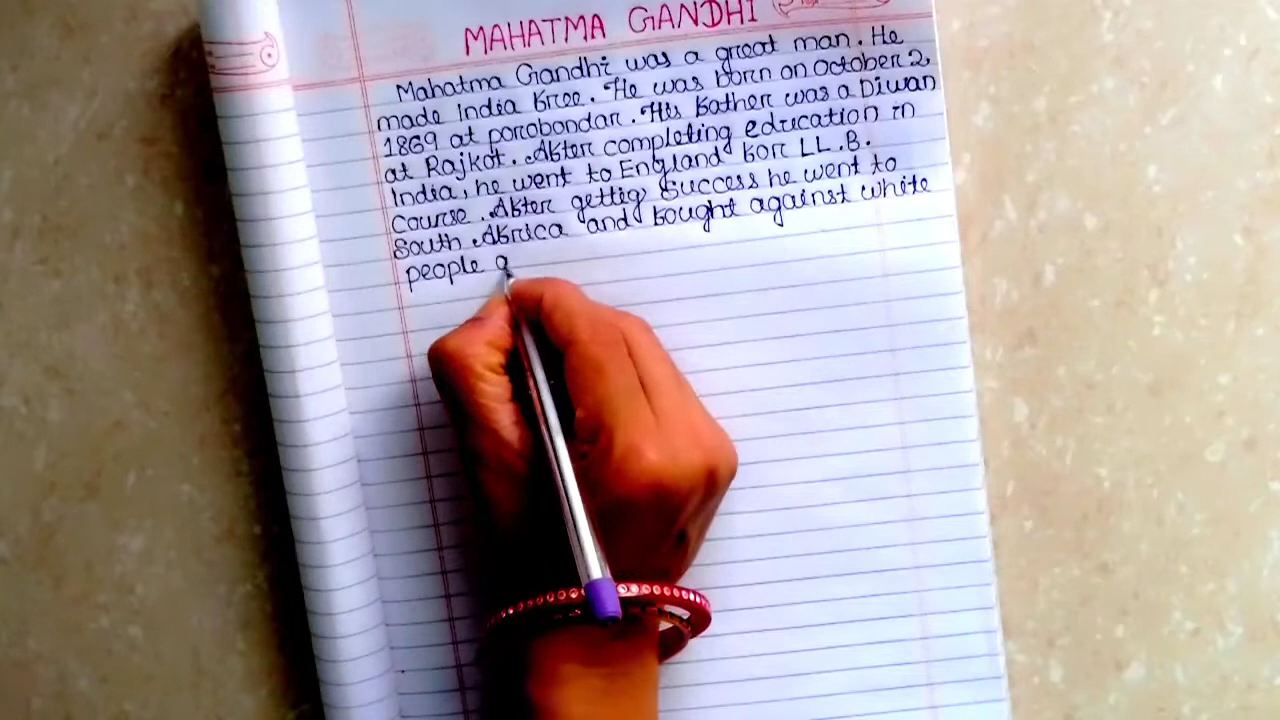 MAHATMA GANDHI
Mahatma Gandhi was a great man. He
made India free. He was born on October 2,
1869 at porobondar. His father was a Diwan
at Rajkot. After completing education in
India, he went to England for LL.B.
course. After gettig success he went to
South Africa and fought against white
people a